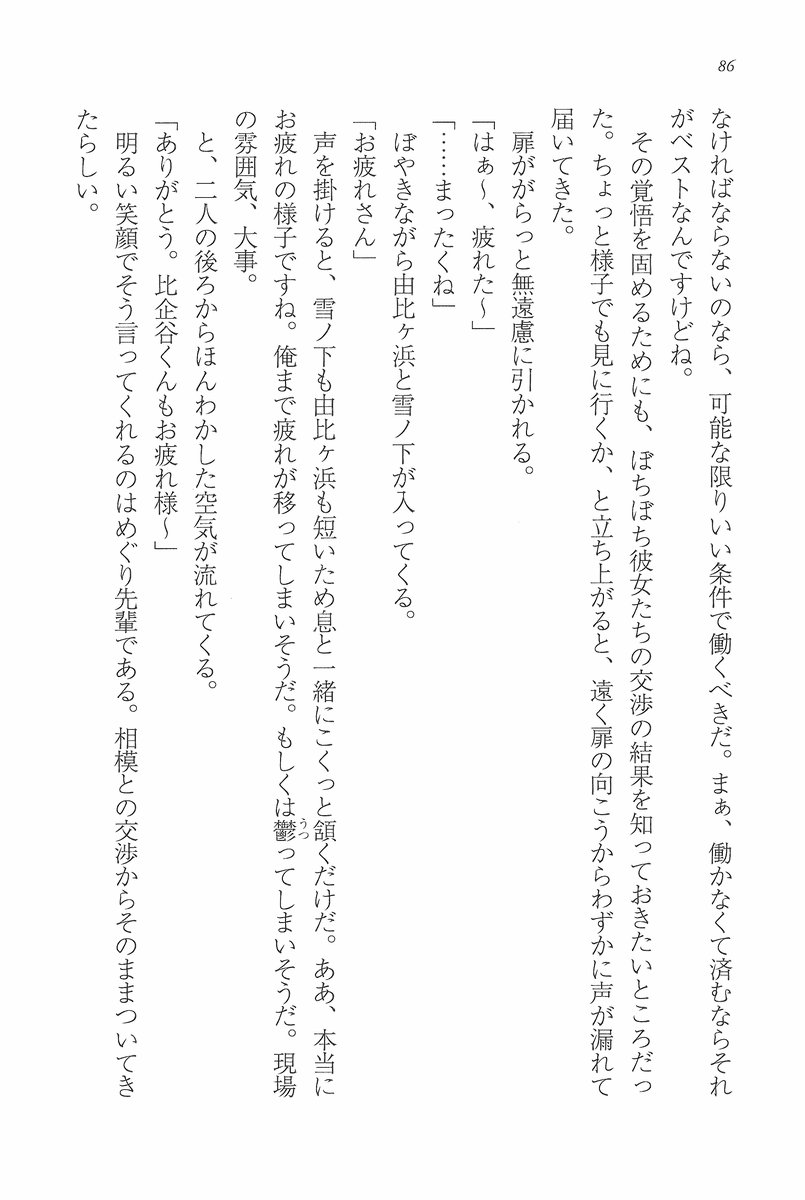 86
なければならないのなら、可能な限りいい条件で働くべきだ。まぁ、働かなくて済むならそれ
がベストなんですけどね。
その覚悟を固めるためにも、ぼちぼち彼女たちの交渉の結果を知っておきたいところだっ
た。ちょっと様子でも見に行くか、と立ち上がると、遠く扉の向こうからわずかに声が漏れて
届いてきた。
扉ががらっと無遠慮に引かれる。
「はぁ〜、疲れた〜」
「……まったくね」
ぼやきながら由比ヶ浜と雪ノ下が入ってくる。
「お疲れさん」
声を掛けると、雪ノ下も由比ヶ浜も短いため息と一緒にこくっと頷くだけだ。ああ、本当に
お疲れの様子ですね。俺まで疲れが移ってしまいそうだ。もしくは鬱うつってしまいそうだ。現場
の雰囲気、大事。
と、二人の後ろからほんわかした空気が流れてくる。
「ありがとう。比企谷くんもお疲れ様〜」
明るい笑顔でそう言ってくれるのはめぐり先輩である。相模との交渉からそのままついてき
たらしい。